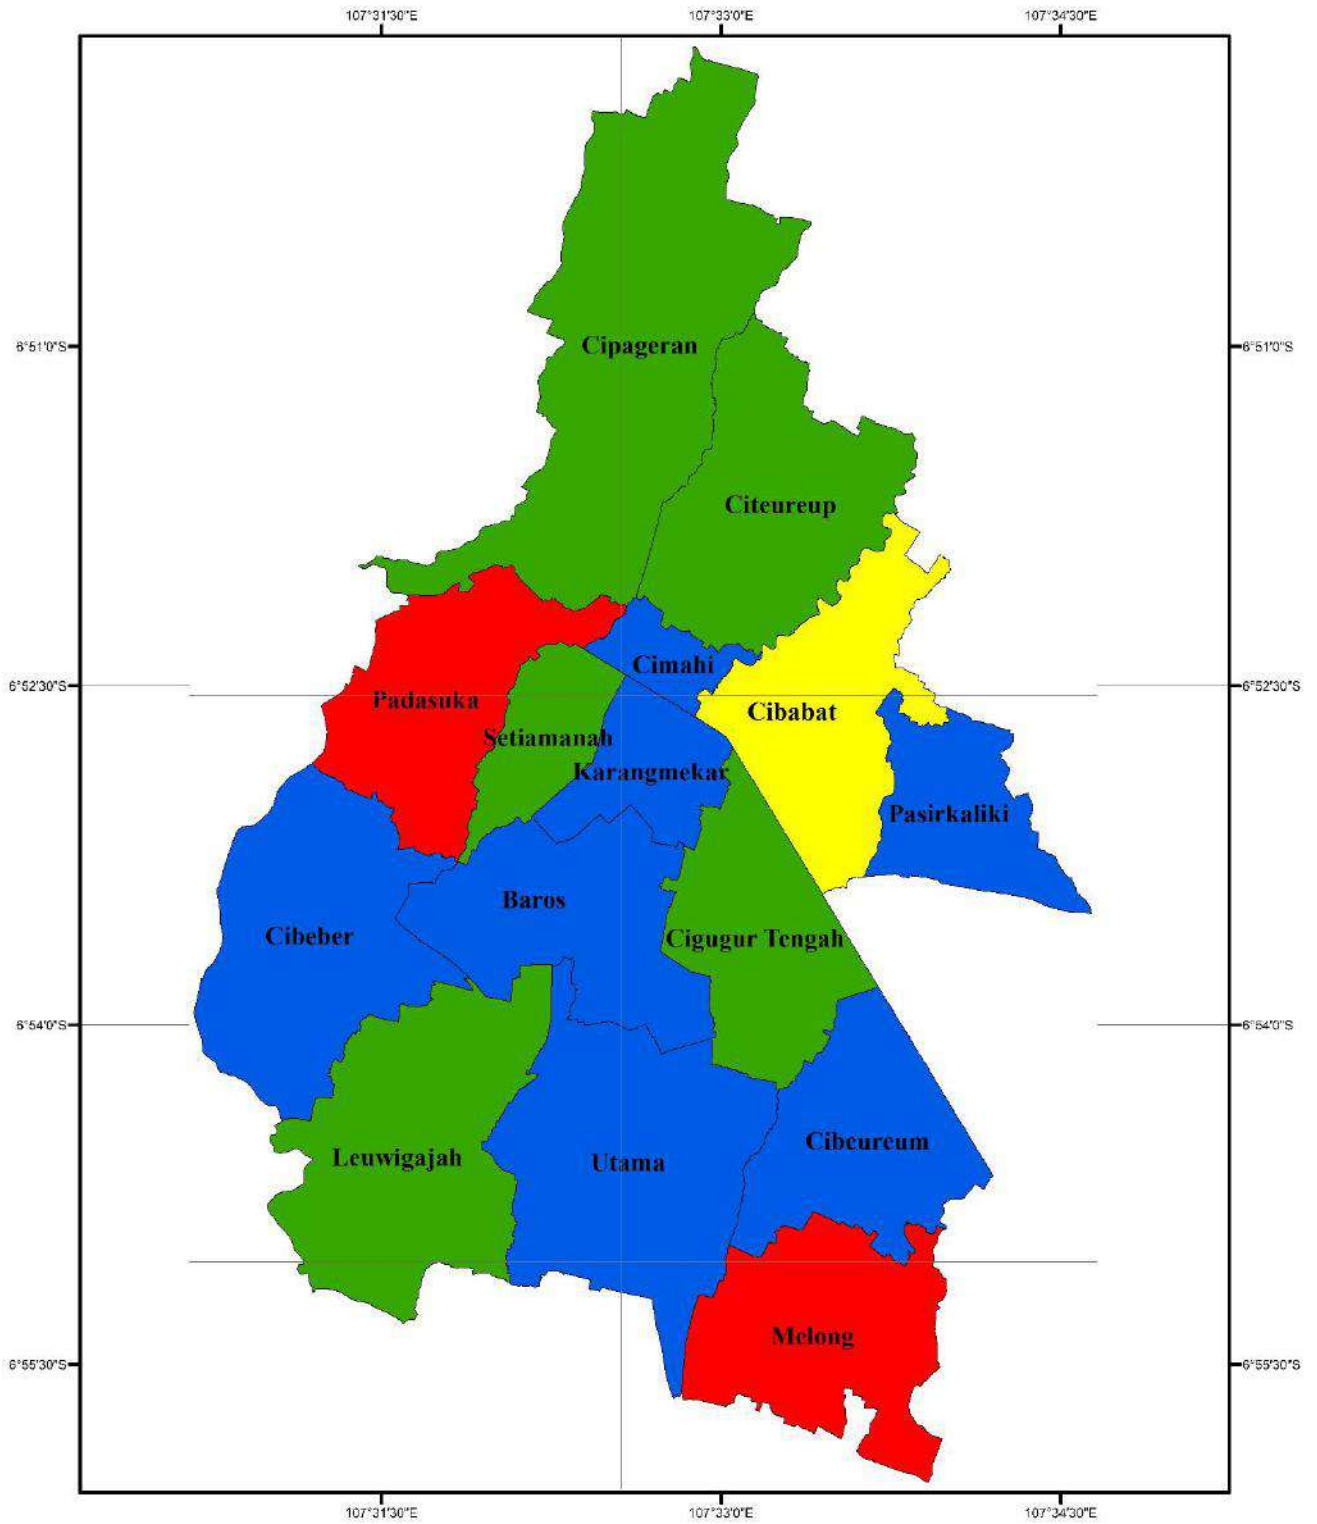 107°31'30"E 107°33'0"E 107°34'30"E
Cipageran
6°51'0"S 6°51'0"S
Citeureup
Cimahi
6°52'30"S 6°52'30"S
Padasuka
Cibabat
Setiamanah
Karangmekar
Pasirkaliki
Baros
Cibeber
Cigugur Tengah
6°54'0"S 6°54'0"S
Cibeureum
Leuwigajah
Utama
Melong
6°55'30"S 6°55'30"S
107°31'30"E 107°33'0"E 107°34'30"E